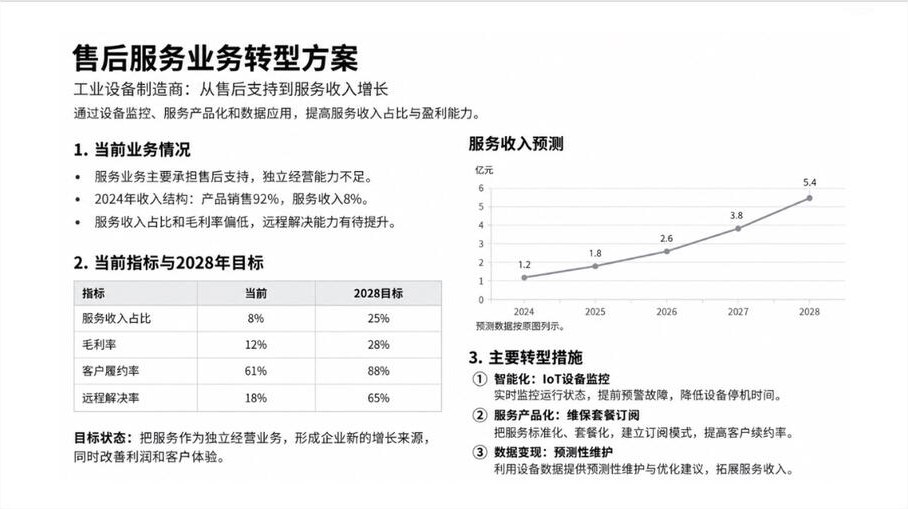 售后服务业务转型方案
工业设备制造商：从售后支持到服务收入增长
通过设备监控、服务产品化和数据应用，提高服务收入占比与盈利能力。
1. 当前业务情况
• 服务业务主要承担售后支持，独立经营能力不足。
• 2024年收入结构：产品销售92%，服务收入8%。
• 服务收入占比和毛利率偏低，远程解决能力有待提升。
2. 当前指标与2028年目标
指标 当前 2028目标
服务收入占比 8% 25%
毛利率 12% 28%
客户履约率 61% 88%
远程解决率 18% 65%
目标状态：把服务作为独立经营业务，形成企业新的增长来源，
同时改善利润和客户体验。
服务收入预测
亿元
6
5
4
3
2
1
0
1.2
1.8
2.6
3.8
5.4
2024 2025 2026 2027 2028
预测数据按原图列示。
3. 主要转型措施
① 智能化：IoT设备监控
实时监控运行状态，提前预警故障，降低设备停机时间。
② 服务产品化：维保套餐订阅
把服务标准化、套餐化，建立订阅模式，提高客户续约率。
③ 数据变现：预测性维护
利用设备数据提供预测性维护与优化建议，拓展服务收入。